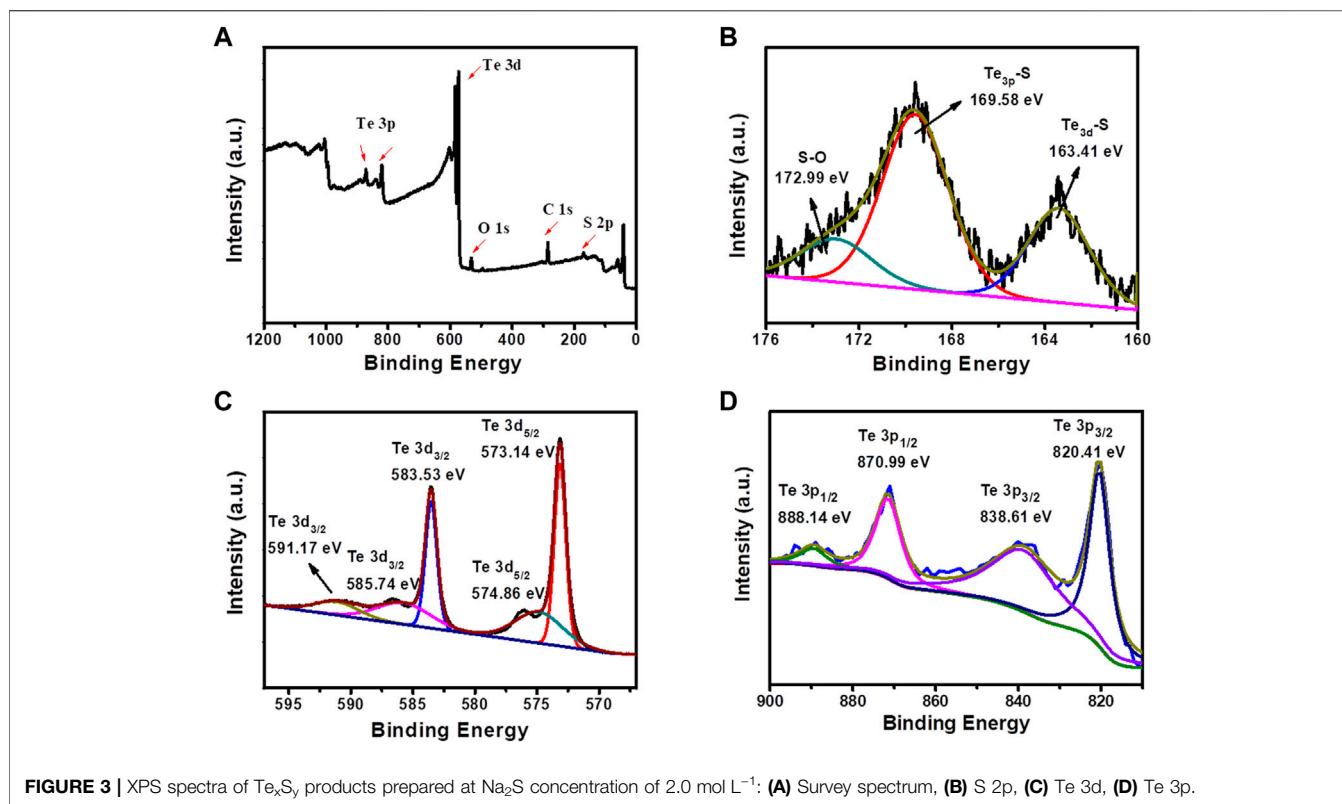 A
Te 3d
Te 3p
O 1s
C 1s
S 2p
Intensity (a.u.)
1200 1000 800 600 400 200 0
Binding Energy
B
Te3p-S
169.58 eV
Te3d-S
163.41 eV
S-O
172.99 eV
Intensity (a.u.)
176 172 168 164 160
Binding Energy
C
Te 3d5/2
573.14 eV
Te 3d3/2
583.53 eV
Te 3d3/2
591.17 eV
Te 3d3/2
585.74 eV
Te 3d5/2
574.86 eV
Intensity (a.u.)
595 590 585 580 575 570
Binding Energy
D
Te 3p3/2
820.41 eV
Te 3p1/2
870.99 eV
Te 3p1/2
888.14 eV
Te 3p3/2
838.61 eV
Intensity (a.u.)
900 880 860 840 820
Binding Energy
FIGURE 3 | XPS spectra of TexSy products prepared at Na2S concentration of 2.0 mol L−1: (A) Survey spectrum, (B) S 2p, (C) Te 3d, (D) Te 3p.